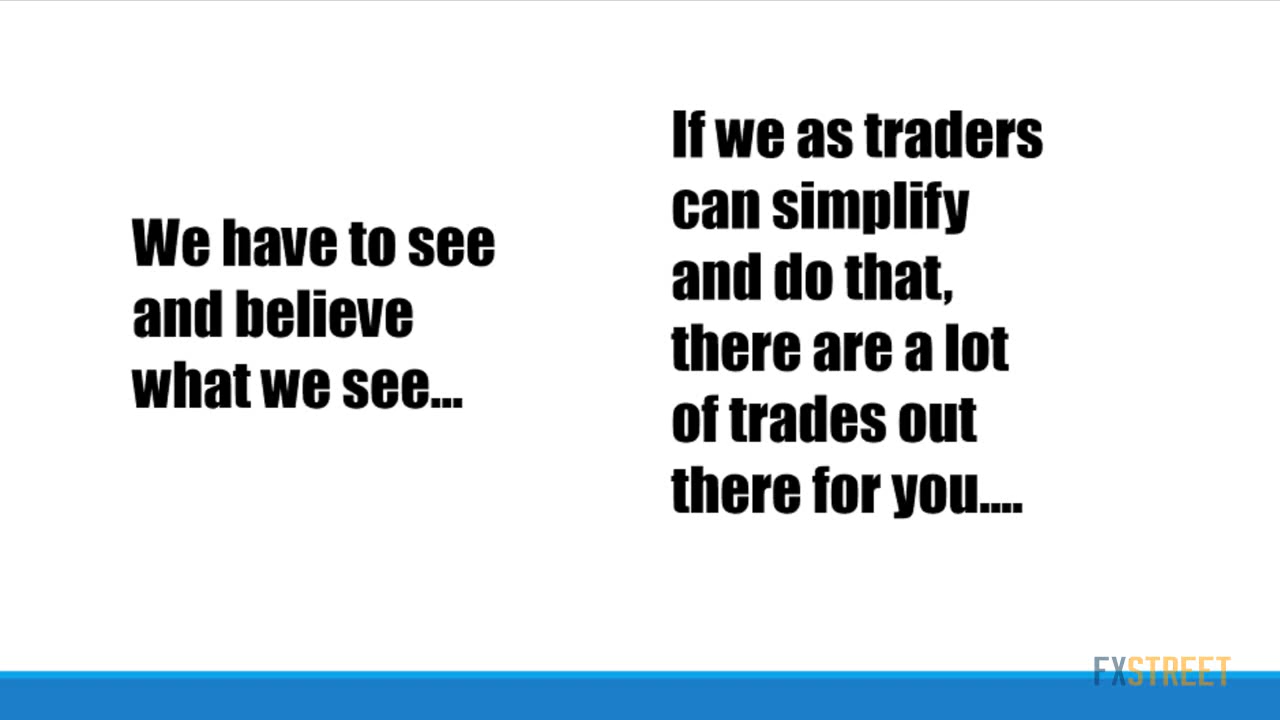 We have to see
and believe
what we see...
If we as traders
can simplify
and do that,
there are a lot
of trades out
there for you....
FXSTREET